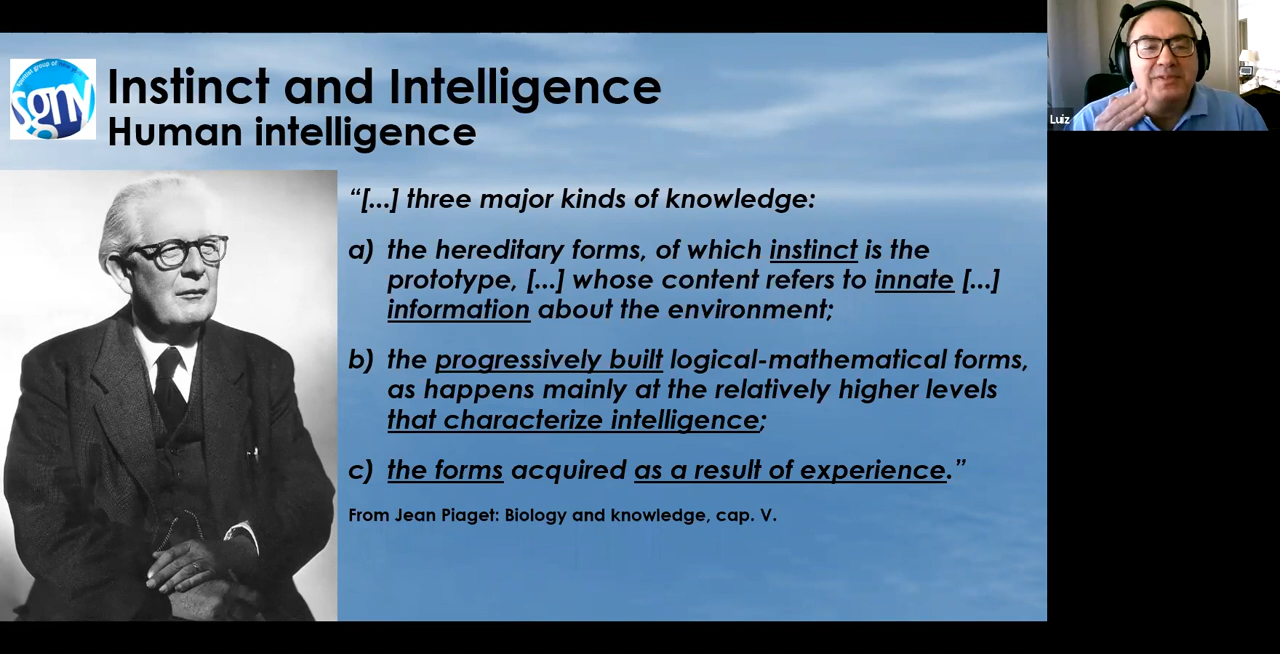 sgny
Instinct and Intelligence
Human intelligence
“[...] three major kinds of knowledge:
a) the hereditary forms, of which instinct is the
prototype, [...] whose content refers to innate [...]
information about the environment;
b) the progressively built logical-mathematical forms,
as happens mainly at the relatively higher levels
that characterize intelligence;
c) the forms acquired as a result of experience.”
From Jean Piaget: Biology and knowledge, cap. V.
Luiz